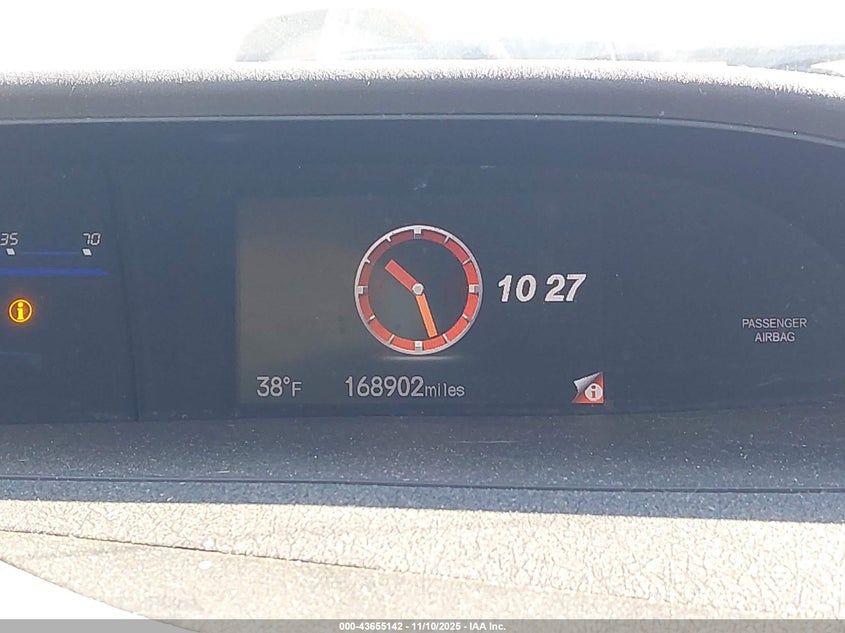 35 70
10 27
PASSENGER
AIRBAG
38°F 168902miles
000-43655142 - 11/10/2025 - IAA Inc.